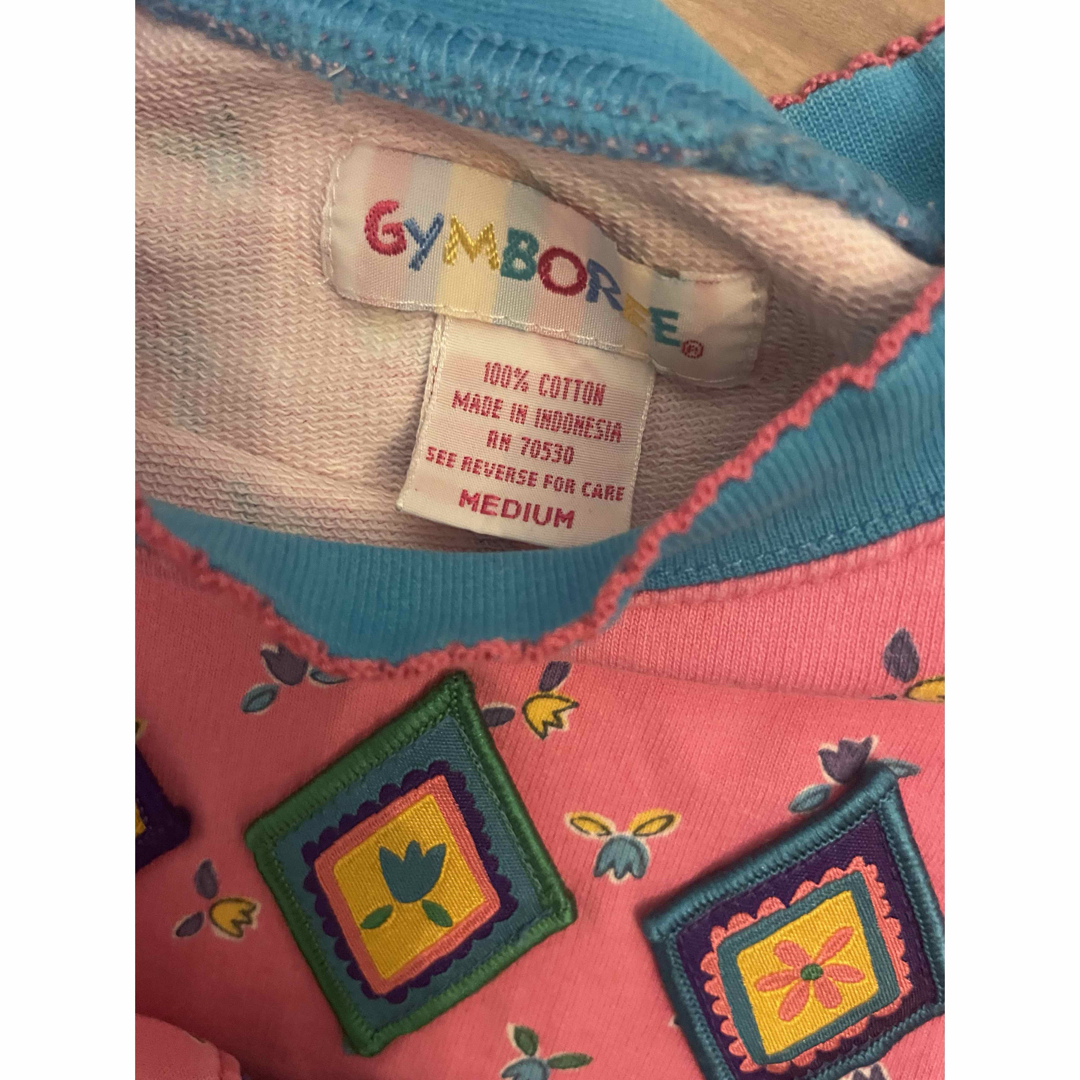 GYMBOREE®
100% COTTON
MADE IN INDONESIA
RN 70530
SEE REVERSE FOR CARE
MEDIUM